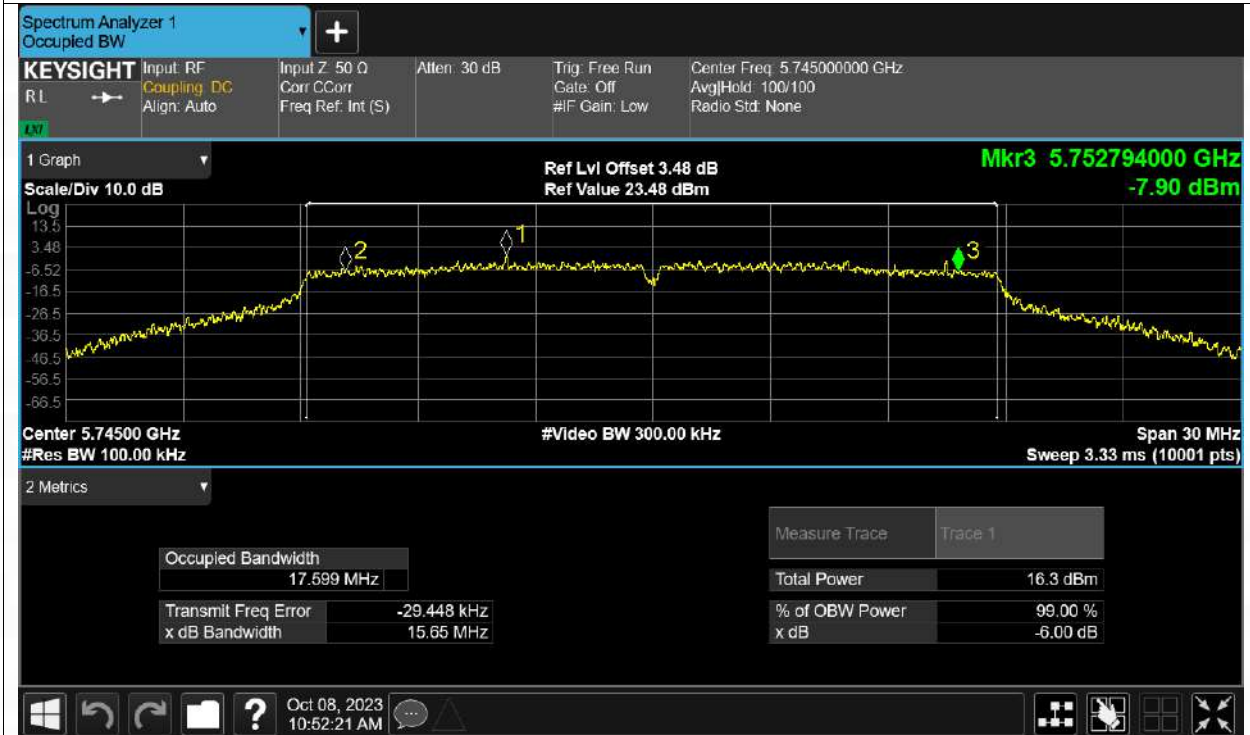 Spectrum Analyzer 1
Occupied BW
+
KEYSIGHT
RL
LXI
Input: RF
Coupling: DC
Align: Auto
Input Z: 50 Ω
Corr CCorr
Freq Ref: Int (S)
Atten: 30 dB
Trig: Free Run
Gate: Off
#IF Gain: Low
Center Freq: 5.745000000 GHz
Avg|Hold: 100/100
Radio Std: None
1 Graph
Scale/Div 10.0 dB
Ref Lvl Offset 3.48 dB
Ref Value 23.48 dBm
Mkr3 5.752794000 GHz
-7.90 dBm
Log
13.5
3.48
-6.52
-16.5
-26.5
-36.5
-46.5
-56.5
-66.5
2
1
3
Center 5.74500 GHz
#Video BW 300.00 kHz
Span 30 MHz
#Res BW 100.00 kHz
Sweep 3.33 ms (10001 pts)
2 Metrics
Measure Trace Trace 1
Occupied Bandwidth
17.599 MHz
Total Power 16.3 dBm
Transmit Freq Error -29.448 kHz
% of OBW Power 99.00 %
x dB Bandwidth 15.65 MHz
x dB -6.00 dB
?
Oct 08, 2023
10:52:21 AM